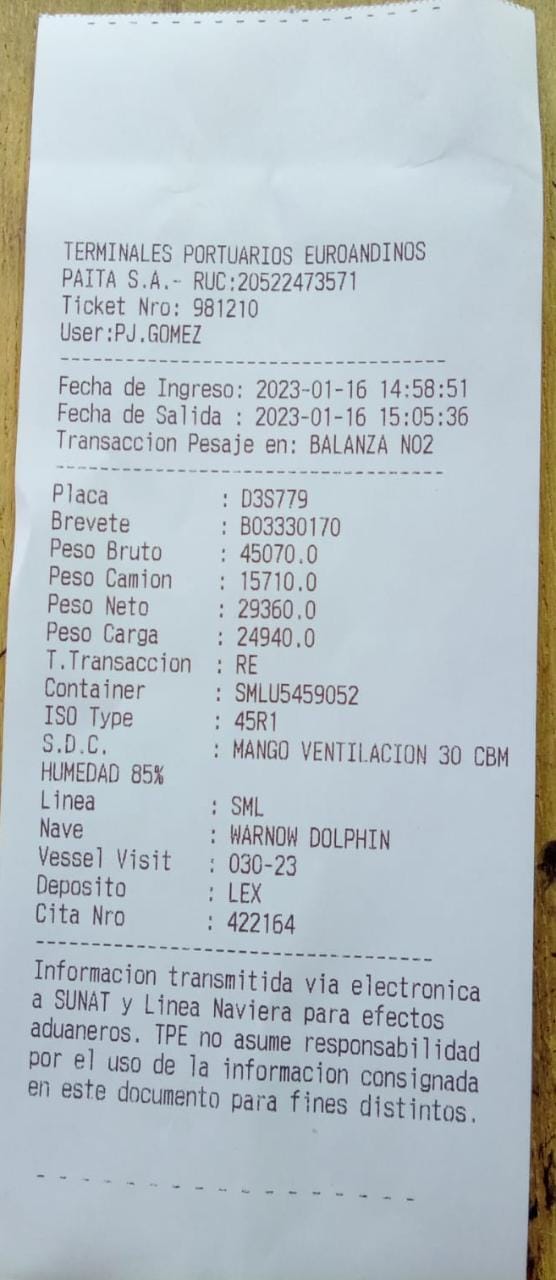 TERMINALES PORTUARIOS EUROANDINOS
PAITA S.A.- RUC:20522473571
Ticket Nro: 981210
User:PJ.GOMEZ
Fecha de Ingreso: 2023-01-16 14:58:51
Fecha de Salida : 2023-01-16 15:05:36
Transaccion Pesaje en: BALANZA NO2
Placa : D3S779
Brevete : B03330170
Peso Bruto : 45070.0
Peso Camion : 15710.0
Peso Neto : 29360.0
Peso Carga : 24940.0
T.Transaccion : RE
Container : SMLU5459052
ISO Type : 45R1
S.D.C. : MANGO VENTILACION 30 CBM
HUMEDAD 85%
Linea : SML
Nave : WARNOW DOLPHIN
Vessel Visit : 030-23
Deposito : LEX
Cita Nro : 422164
Informacion transmitida via electronica
a SUNAT y Linea Naviera para efectos
aduaneros. TPE no asume responsabilidad
por el uso de la informacion consignada
en este documento para fines distintos.